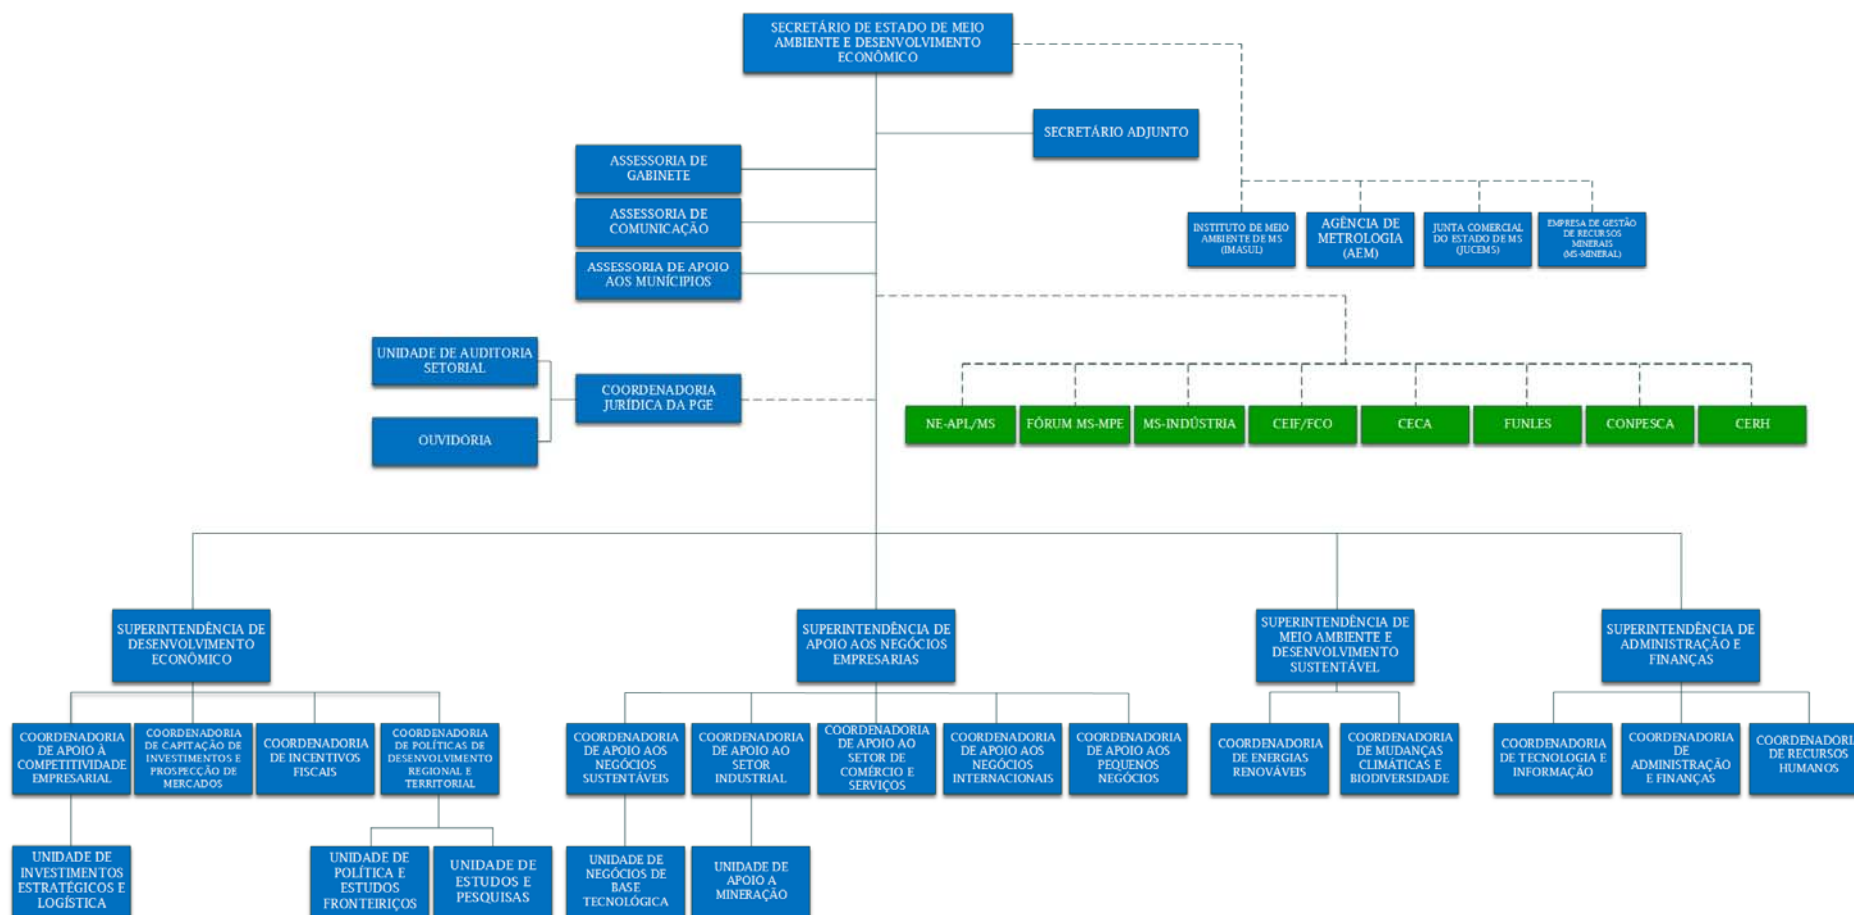 SECRETÁRIO DE ESTADO DE MEIO
AMBIENTE E DESENVOLVIMENTO
ECONÔMICO
SECRETÁRIO ADJUNTO
ASSESSORIA DE
GABINETE
ASSESSORIA DE
COMUNICAÇÃO
ASSESSORIA DE APOIO
AOS MUNÍCIPIOS
INSTITUTO DE MEIO
AMBIENTE DE MS
(IMASUL)
AGÊNCIA DE
METROLOGIA
(AEM)
JUNTA COMERCIAL
DO ESTADO DE MS
(JUCEMS)
EMPRESA DE GESTÃO
DE RECURSOS
MINERAIS
(MS-MINERAL)
UNIDADE DE AUDITORIA
SETORIAL
COORDENADORIA
JURÍDICA DA PGE
OUVIDORIA
NE-APL/MS
FÓRUM MS-MPE
MS-INDÚSTRIA
CEIF/FCO
CECA
FUNLES
CONPESCA
CERH
SUPERINTENDÊNCIA DE
DESENVOLVIMENTO
ECONÔMICO
SUPERINTENDÊNCIA DE
APOIO AOS NEGÓCIOS
EMPRESARIAS
SUPERINTENDÊNCIA DE
MEIO AMBIENTE E
DESENVOLVIMENTO
SUSTENTÁVEL
SUPERINTENDÊNCIA DE
ADMINISTRAÇÃO E
FINANÇAS
COORDENADORIA
DE APOIO À
COMPETITIVIDADE
EMPRESARIAL
COORDENADORIA
DE CAPITAÇÃO DE
INVESTIMENTOS E
PROSPECÇÃO DE
MERCADOS
COORDENADORIA
DE INCENTIVOS
FISCAIS
COORDENADORIA
DE POLÍTICAS DE
DESENVOLVIMENTO
REGIONAL E
TERRITORIAL
COORDENADORIA
DE APOIO AOS
NEGÓCIOS
SUSTENTÁVEIS
COORDENADORIA
DE APOIO AO
SETOR
INDUSTRIAL
COORDENADORIA
DE APOIO AO
SETOR DE
COMÉRCIO E
SERVIÇOS
COORDENADORIA
DE APOIO AOS
NEGÓCIOS
INTERNACIONAIS
COORDENADORIA
DE APOIO AOS
PEQUENOS
NEGÓCIOS
COORDENADORIA
DE ENERGIAS
RENOVÁVEIS
COORDENADORIA
DE MUDANÇAS
CLIMÁTICAS E
BIODIVERSIDADE
COORDENADORIA
DE TECNOLOGIA E
INFORMAÇÃO
COORDENADORIA
DE
ADMINISTRAÇÃO
E FINANÇAS
COORDENADORIA
DE RECURSOS
HUMANOS
UNIDADE DE
INVESTIMENTOS
ESTRATÉGICOS E
LOGÍSTICA
UNIDADE DE
POLÍTICA E
ESTUDOS
FRONTEIRIÇOS
UNIDADE DE
ESTUDOS E
PESQUISAS
UNIDADE DE
NEGÓCIOS DE
BASE
TECNOLÓGICA
UNIDADE DE
APOIO A
MINERAÇÃO